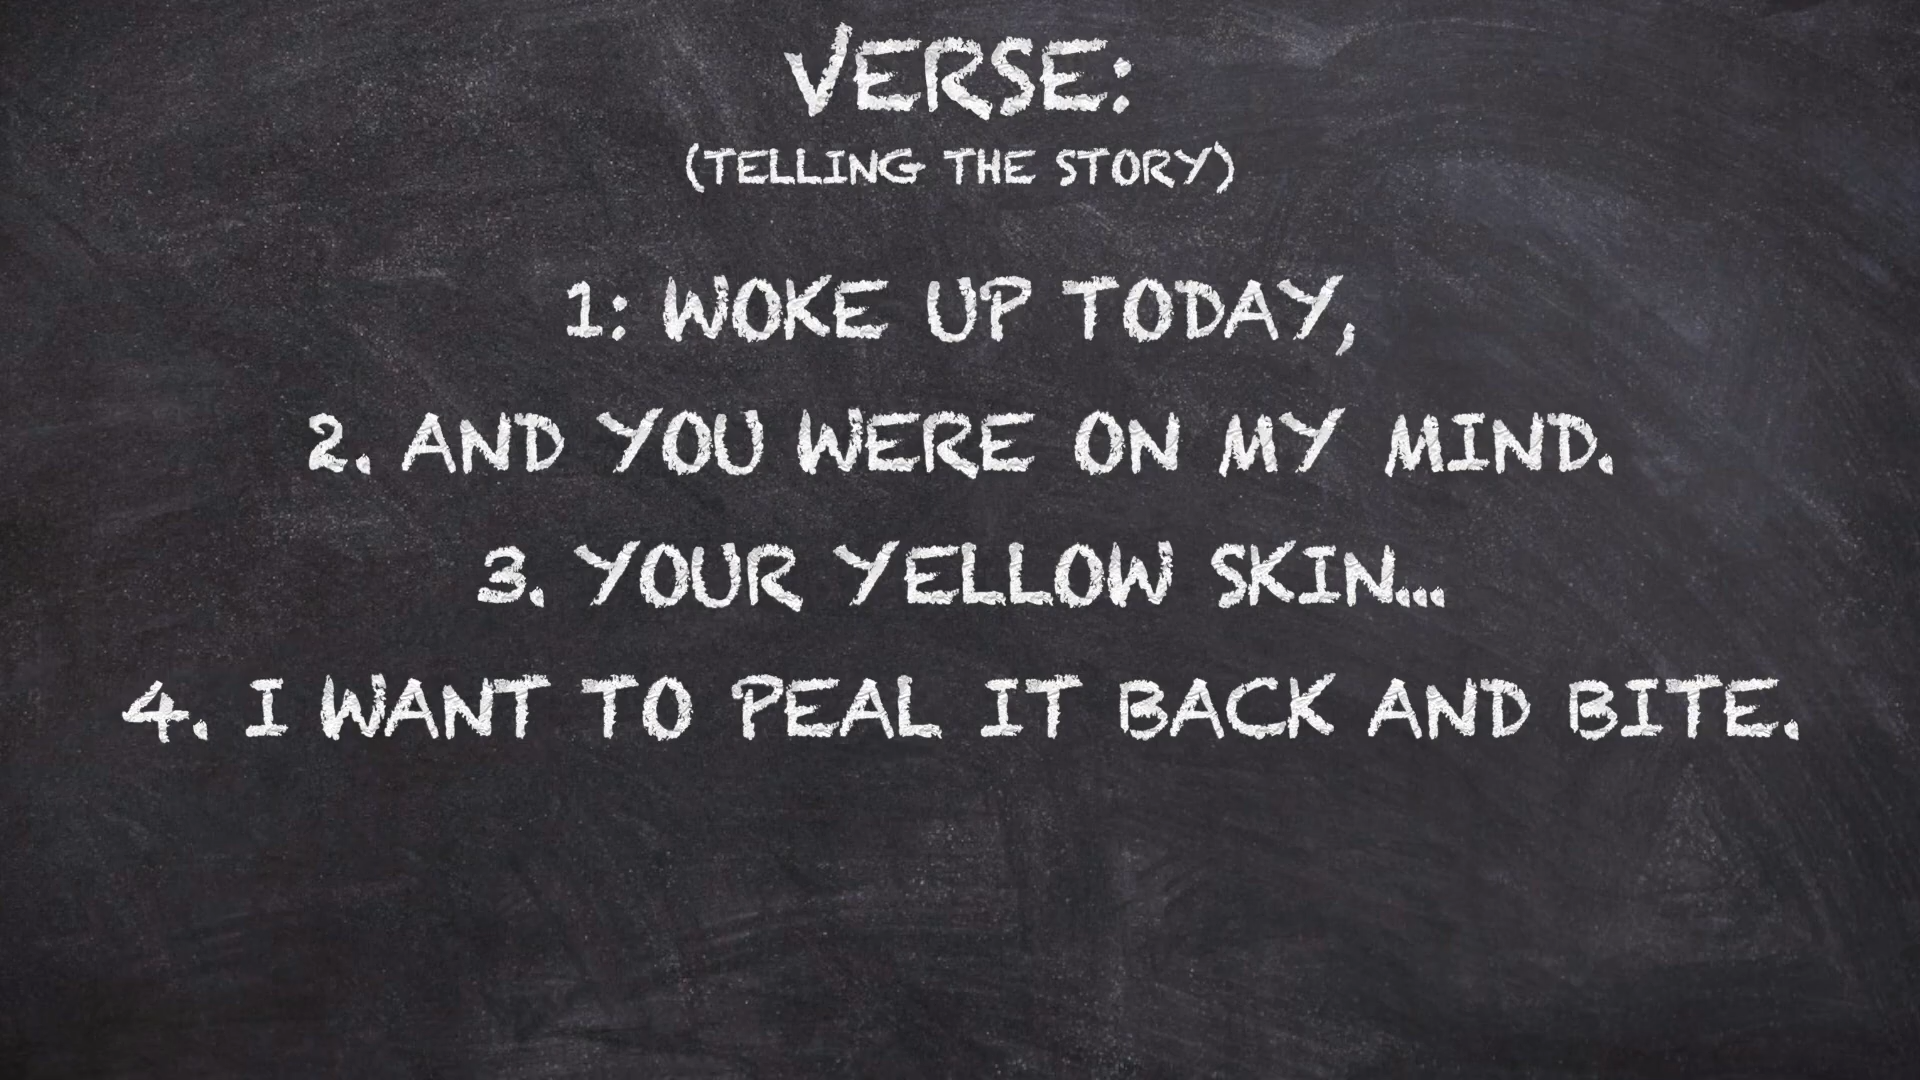 VERSE:
(TELLING THE STORY)
1: WOKE UP TODAY,
2. AND YOU WERE ON MY MIND.
3. YOUR YELLOW SKIN...
4. I WANT TO PEAL IT BACK AND BITE.